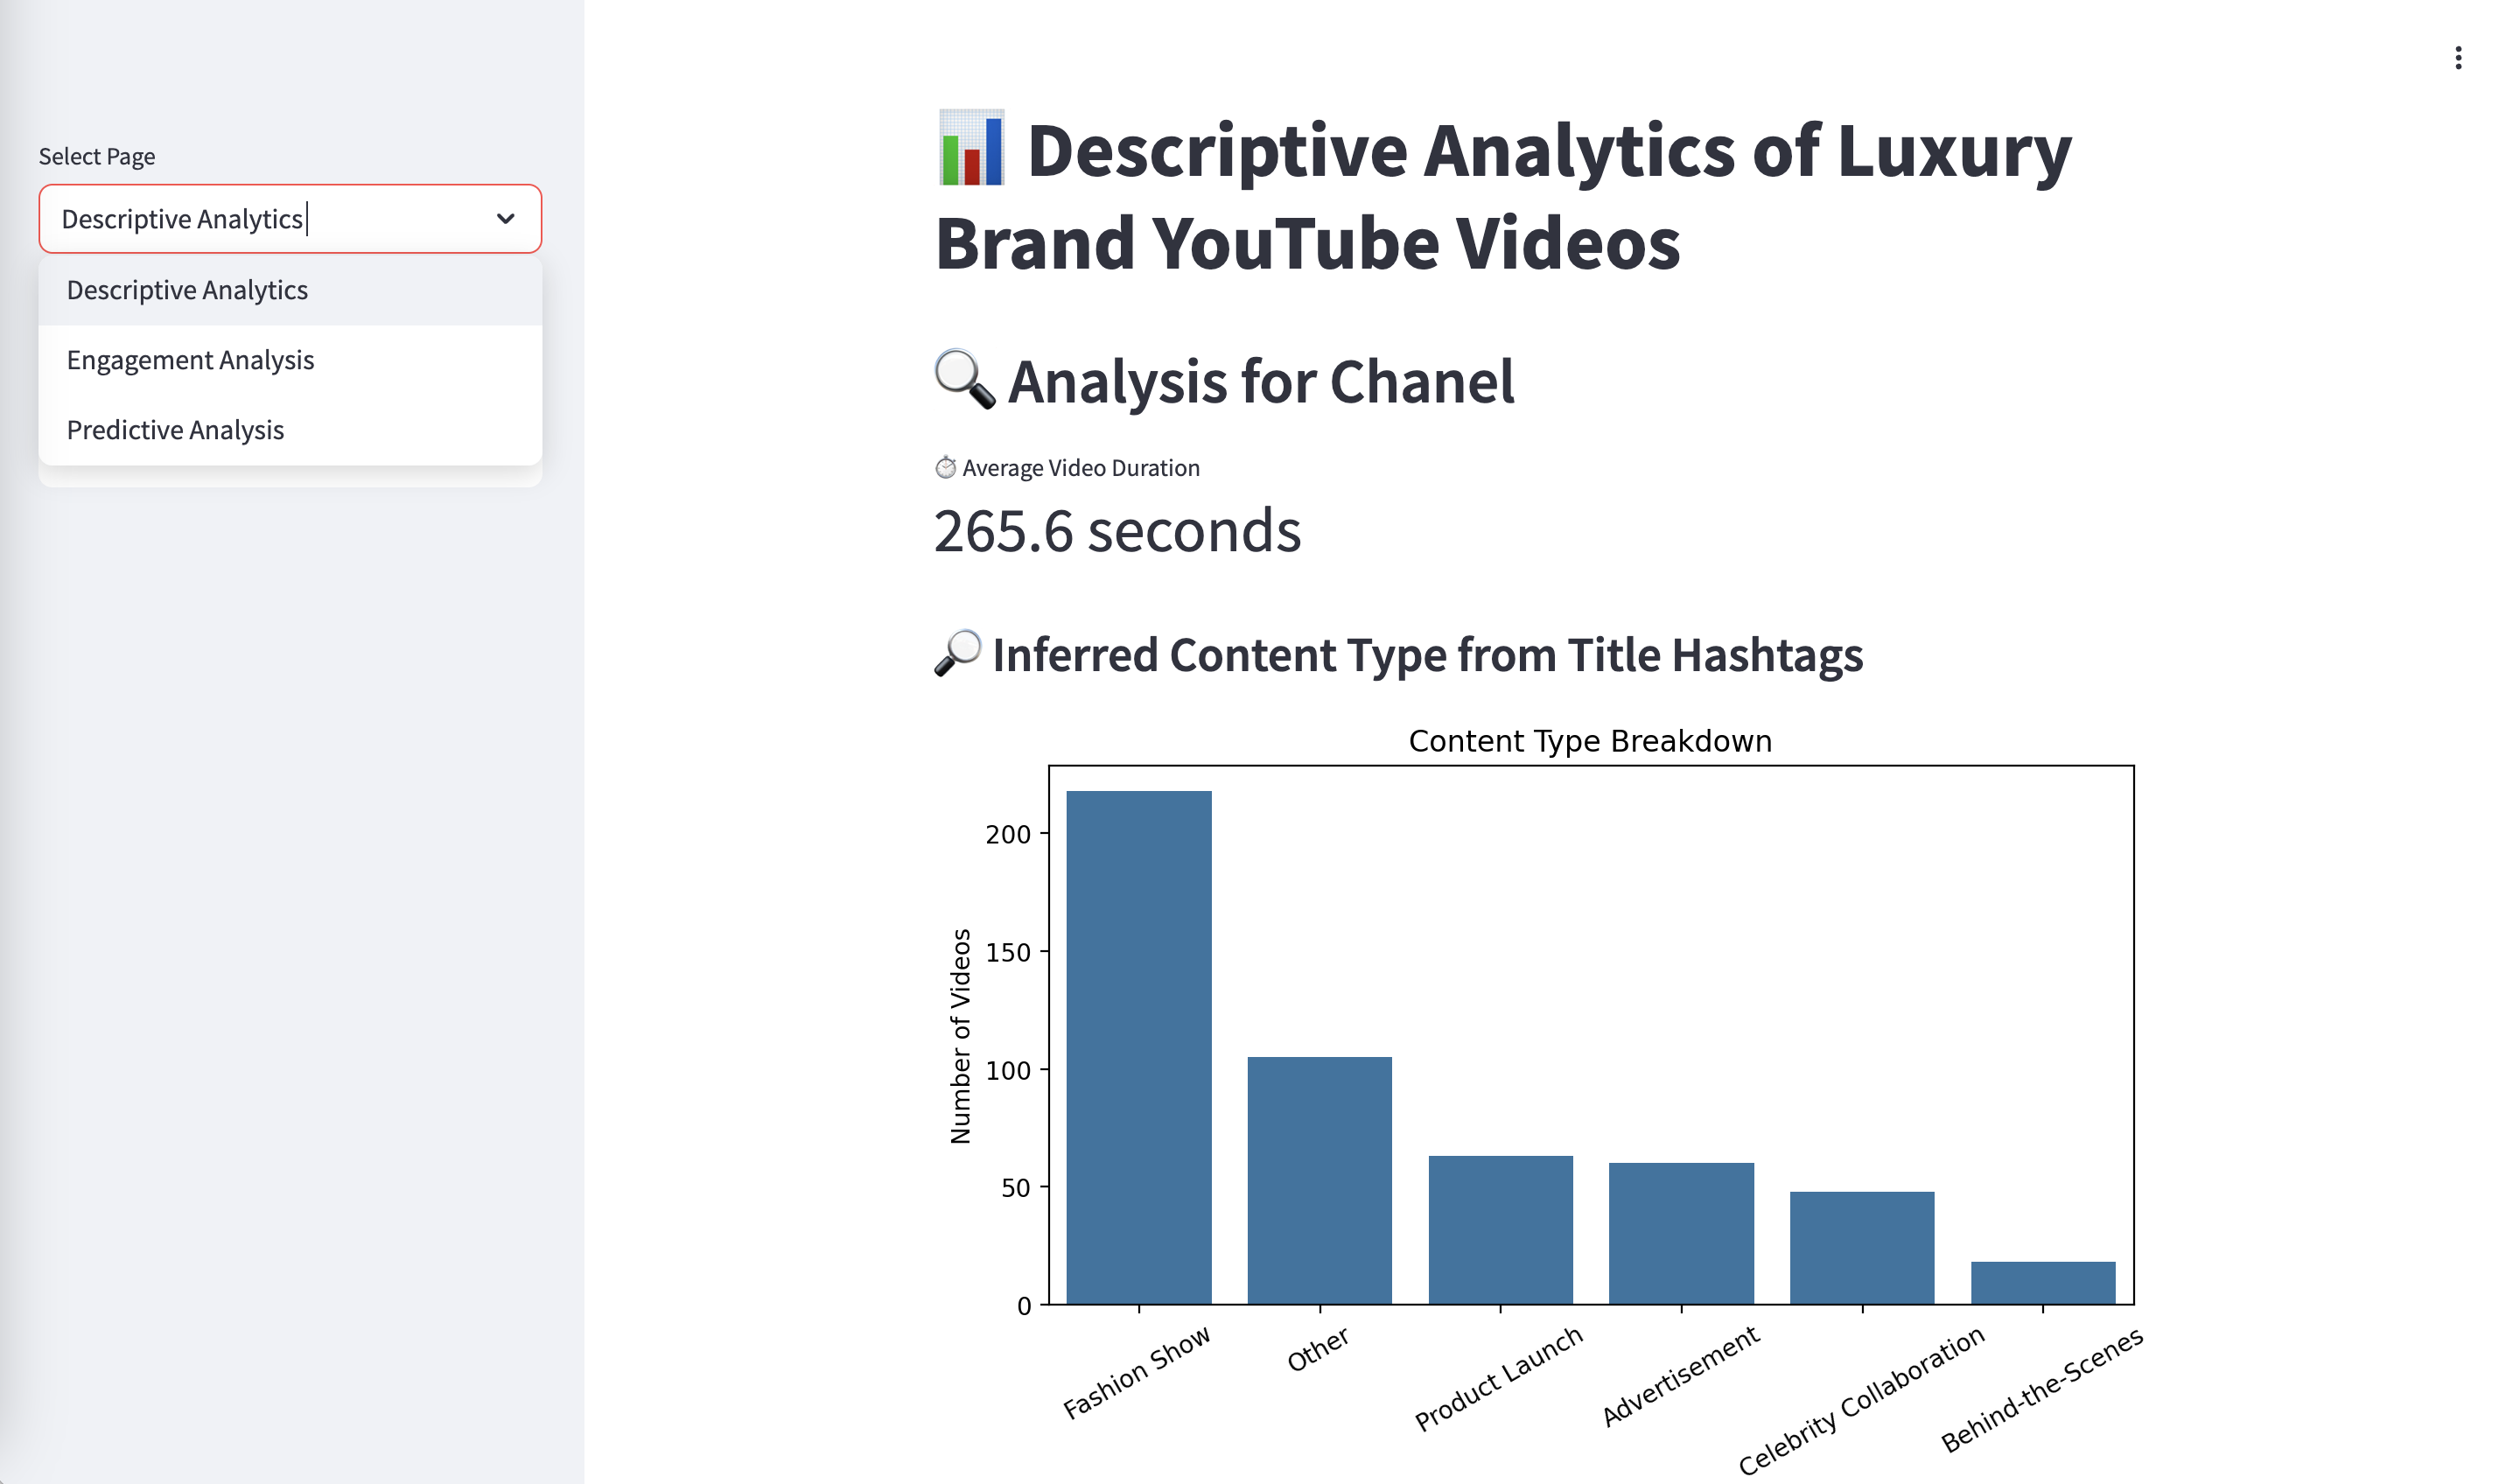 Select Page
Descriptive Analytics
Descriptive Analytics
Engagement Analysis
Predictive Analysis
📊 Descriptive Analytics of Luxury
Brand YouTube Videos
🔍 Analysis for Chanel
⏱ Average Video Duration
265.6 seconds
🔎 Inferred Content Type from Title Hashtags
Content Type Breakdown
Number of Videos
200
150
100
50
0
Fashion Show
Other
Product Launch
Advertisement
Celebrity Collaboration
Behind-the-Scenes